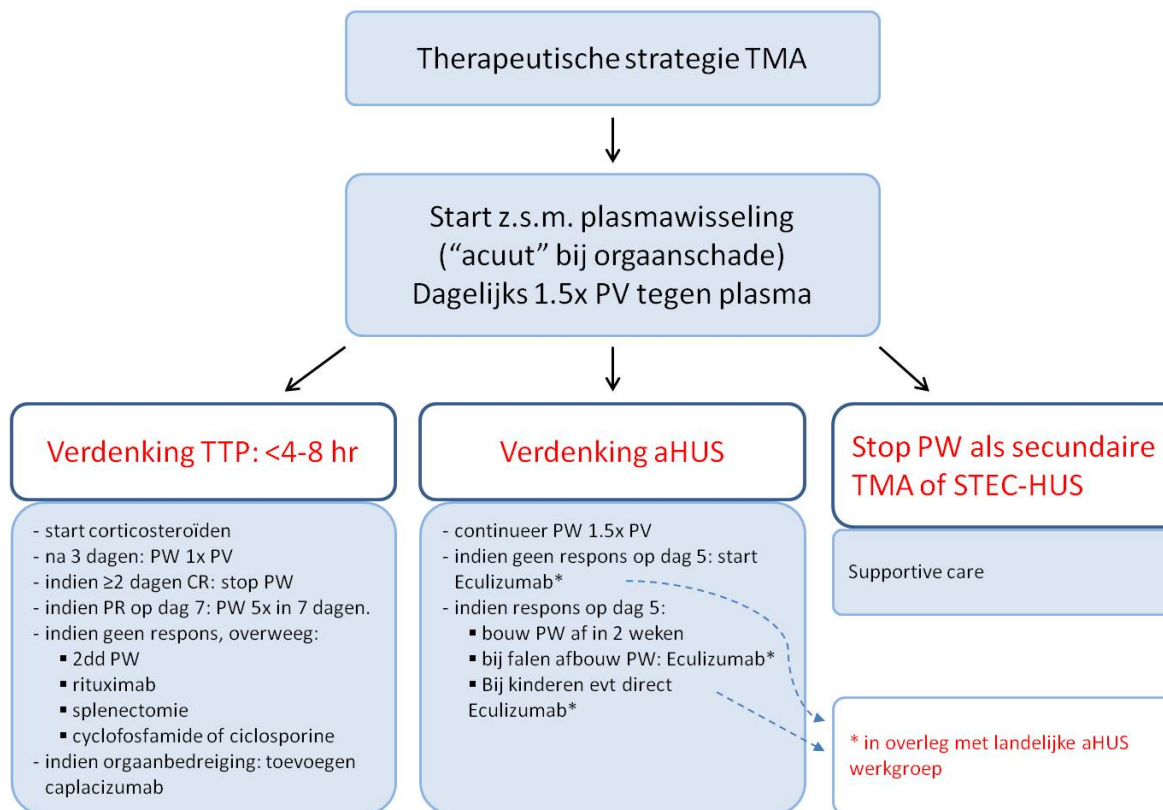 Therapeutische strategie TMA
Start z.s.m. plasmawisseling
(“acuut” bij orgaanschade)
Dagelijks 1.5x PV tegen plasma
Verdenking TTP: <4-8 hr
- start corticosteroïden
- na 3 dagen: PW 1x PV
- indien ≥2 dagen CR: stop PW
- indien PR op dag 7: PW 5x in 7 dagen.
- indien geen respons, overweeg:
▪ 2dd PW
▪ rituximab
▪ splenectomie
▪ cyclofosfamide of ciclosporine
- indien orgaanbedreiging: toevoegen
caplacizumab
Verdenking aHUS
- continueer PW 1.5x PV
- indien geen respons op dag 5: start
Eculizumab*
- indien respons op dag 5:
▪ bouw PW af in 2 weken
▪ bij falen afbouw PW: Eculizumab*
▪ Bij kinderen evt direct
Eculizumab*
Stop PW als secundaire
TMA of STEC-HUS
Supportive care
* in overleg met landelijke aHUS
werkgroep